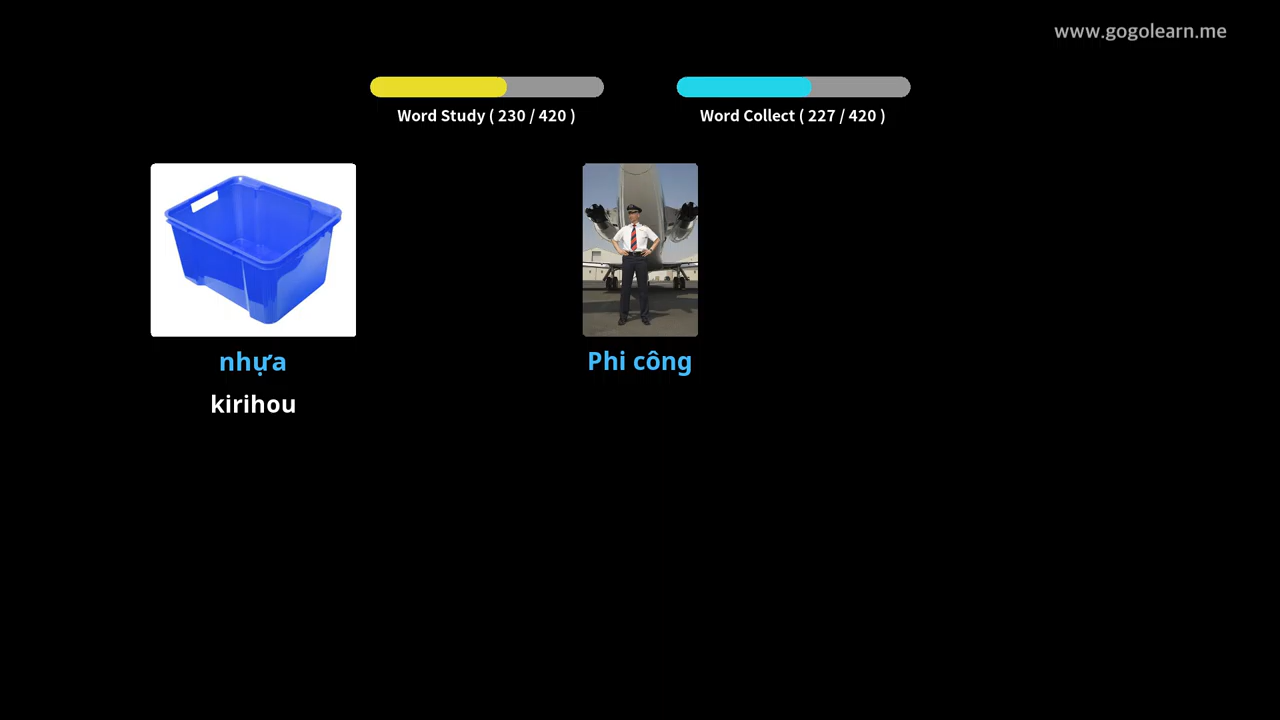 www.gogolearn.me
Word Study ( 230 / 420 )
Word Collect ( 227 / 420 )
nhựa
Phi công
kirihou